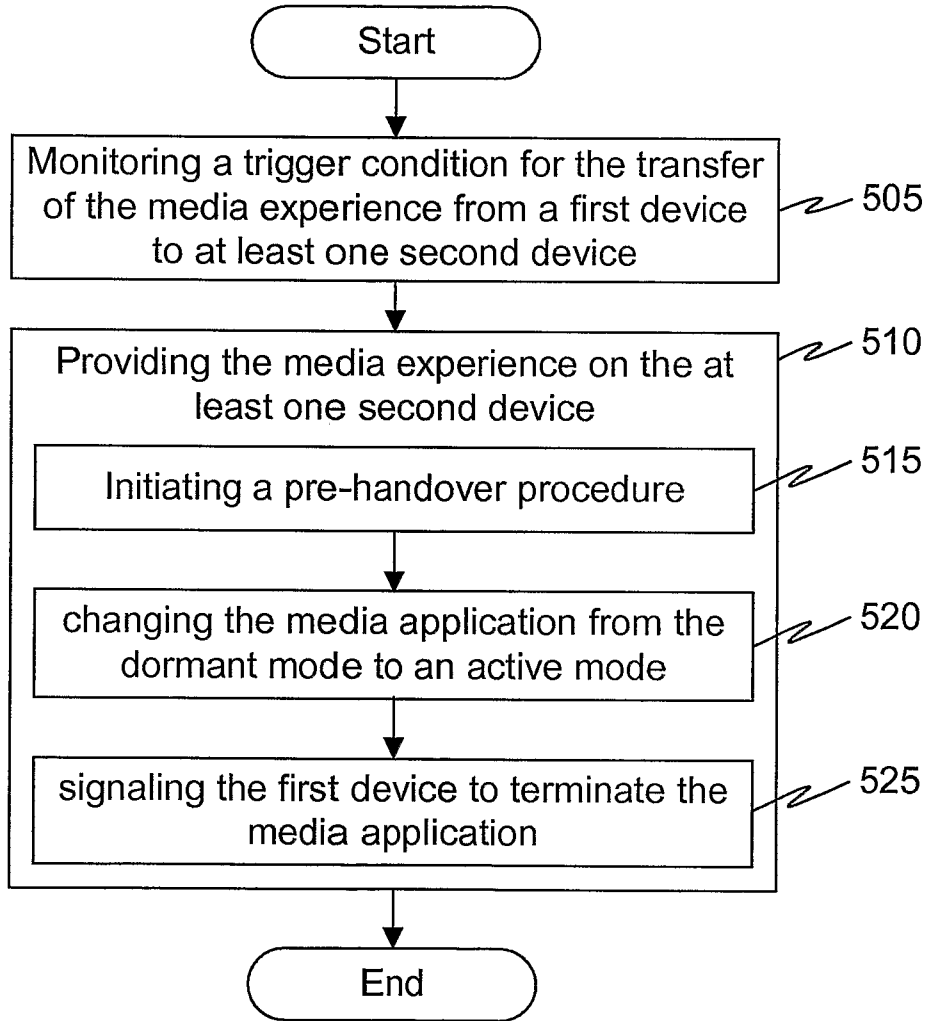 Start
Monitoring a trigger condition for the transfer
of the media experience from a first device
to at least one second device
505
Providing the media experience on the at
least one second device
510
Initiating a pre-handover procedure
515
changing the media application from the
dormant mode to an active mode
520
signaling the first device to terminate the
media application
525
End